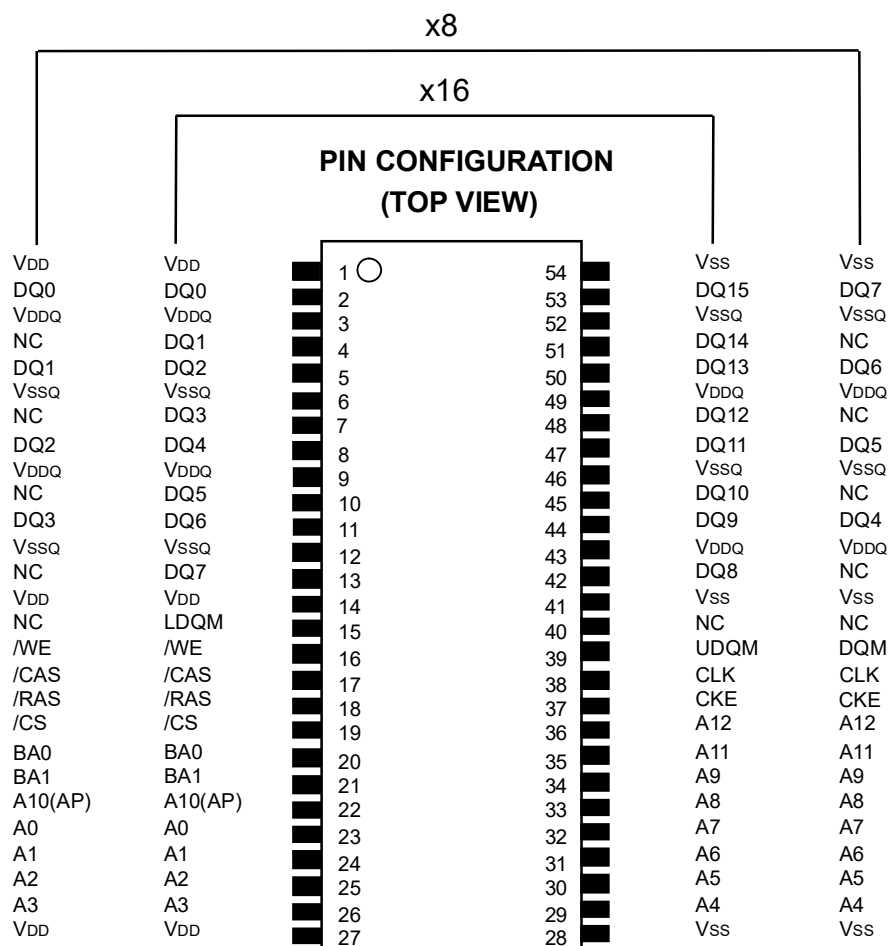 x8
x16
PIN CONFIGURATION
(TOP VIEW)
VDD VDD 1 54 VSS VSS
DQ0 DQ0 2 53 DQ15 DQ7
VDDQ VDDQ 3 52 VSSQ VSSQ
NC DQ1 4 51 DQ14 NC
DQ1 DQ2 5 50 DQ13 DQ6
VSSQ VSSQ 6 49 VDDQ VDDQ
NC DQ3 7 48 DQ12 NC
DQ2 DQ4 8 47 DQ11 DQ5
VDDQ VDDQ 9 46 VSSQ VSSQ
NC DQ5 10 45 DQ10 NC
DQ3 DQ6 11 44 DQ9 DQ4
VSSQ VSSQ 12 43 VDDQ VDDQ
NC DQ7 13 42 DQ8 NC
VDD VDD 14 41 VSS VSS
NC LDQM 15 40 NC NC
/WE /WE 16 39 UDQM DQM
/CAS /CAS 17 38 CLK CLK
/RAS /RAS 18 37 CKE CKE
/CS /CS 19 36 A12 A12
BA0 BA0 20 35 A11 A11
BA1 BA1 21 34 A9 A9
A10(AP) A10(AP) 22 33 A8 A8
A0 A0 23 32 A7 A7
A1 A1 24 31 A6 A6
A2 A2 25 30 A5 A5
A3 A3 26 29 A4 A4
VDD VDD 27 28 VSS VSS